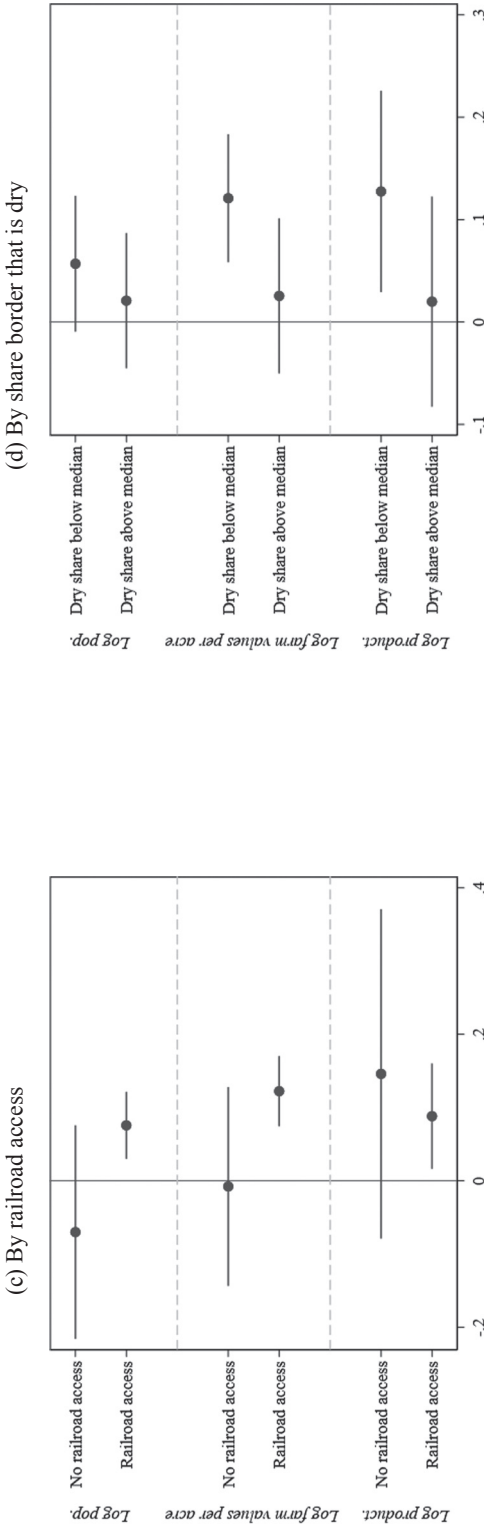 (c) By railroad access
Log pop.
No railroad access
Railroad access
Log farm values per acre
No railroad access
Railroad access
Log product.
No railroad access
Railroad access
-.2
0
.2
.4
(d) By share border that is dry
Log pop.
Dry share below median
Dry share above median
Log farm values per acre
Dry share below median
Dry share above median
Log product.
Dry share below median
Dry share above median
-.1
0
.1
.2
.3